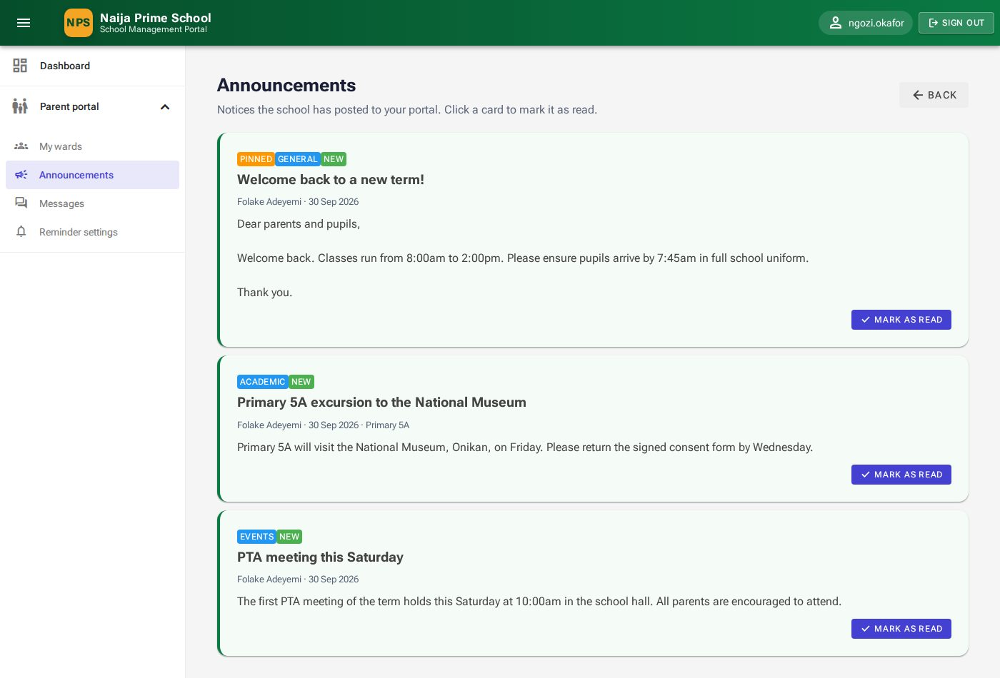 NPS
Naija Prime School
School Management Portal
ngozi.okafor
SIGN OUT
Dashboard
Parent portal
My wards
Announcements
Messages
Reminder settings
Announcements
Notices the school has posted to your portal. Click a card to mark it as read.
BACK
PINNED GENERAL NEW
Welcome back to a new term!
Folake Adeyemi · 30 Sep 2026
Dear parents and pupils,
Welcome back. Classes run from 8:00am to 2:00pm. Please ensure pupils arrive by 7:45am in full school uniform.
Thank you.
MARK AS READ
ACADEMIC NEW
Primary 5A excursion to the National Museum
Folake Adeyemi · 30 Sep 2026 · Primary 5A
Primary 5A will visit the National Museum, Onikan, on Friday. Please return the signed consent form by Wednesday.
MARK AS READ
EVENTS NEW
PTA meeting this Saturday
Folake Adeyemi · 30 Sep 2026
The first PTA meeting of the term holds this Saturday at 10:00am in the school hall. All parents are encouraged to attend.
MARK AS READ